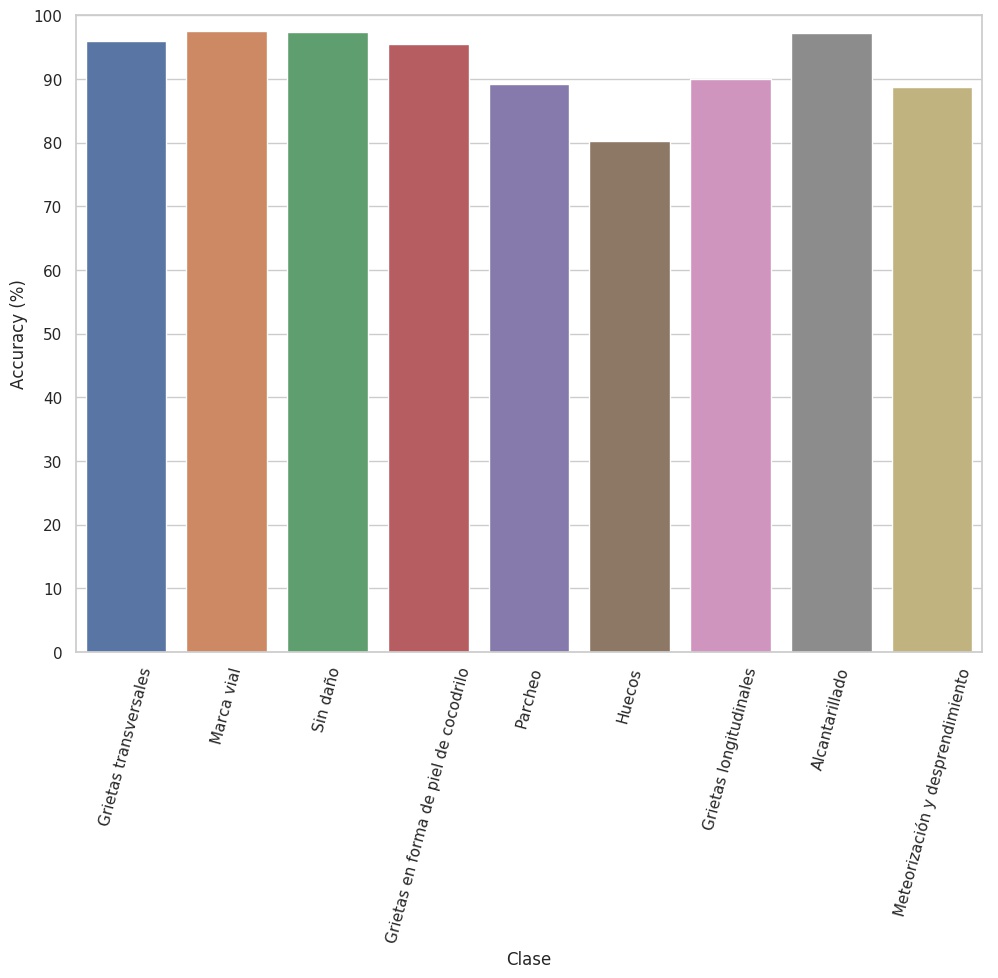 100
90
80
70
60
50
40
30
20
10
0
Accuracy (%)
Grietas transversales
Marca vial
Sin daño
Grietas en forma de piel de cocodrilo
Parcheo
Huecos
Grietas longitudinales
Alcantarillado
Meteorización y desprendimiento
Clase